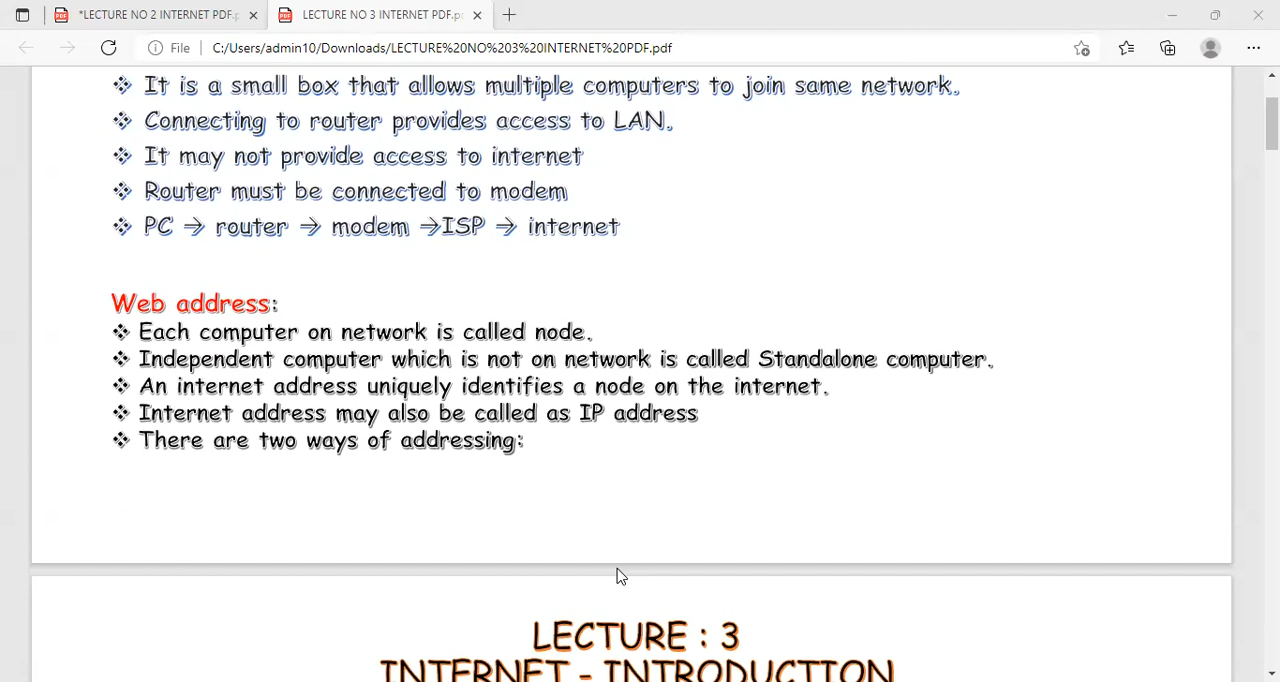 *LECTURE NO 2 INTERNET PDF.p
LECTURE NO 3 INTERNET PDF.pd
File C:/Users/admin10/Downloads/LECTURE%20NO%203%20INTERNET%20PDF.pdf
❖ It is a small box that allows multiple computers to join same network.
❖ Connecting to router provides access to LAN.
❖ It may not provide access to internet
❖ Router must be connected to modem
❖ PC → router → modem →ISP → internet
Web address:
❖ Each computer on network is called node.
❖ Independent computer which is not on network is called Standalone computer.
❖ An internet address uniquely identifies a node on the internet.
❖ Internet address may also be called as IP address
❖ There are two ways of addressing:
LECTURE : 3
INTERNET - INTRODUCTION